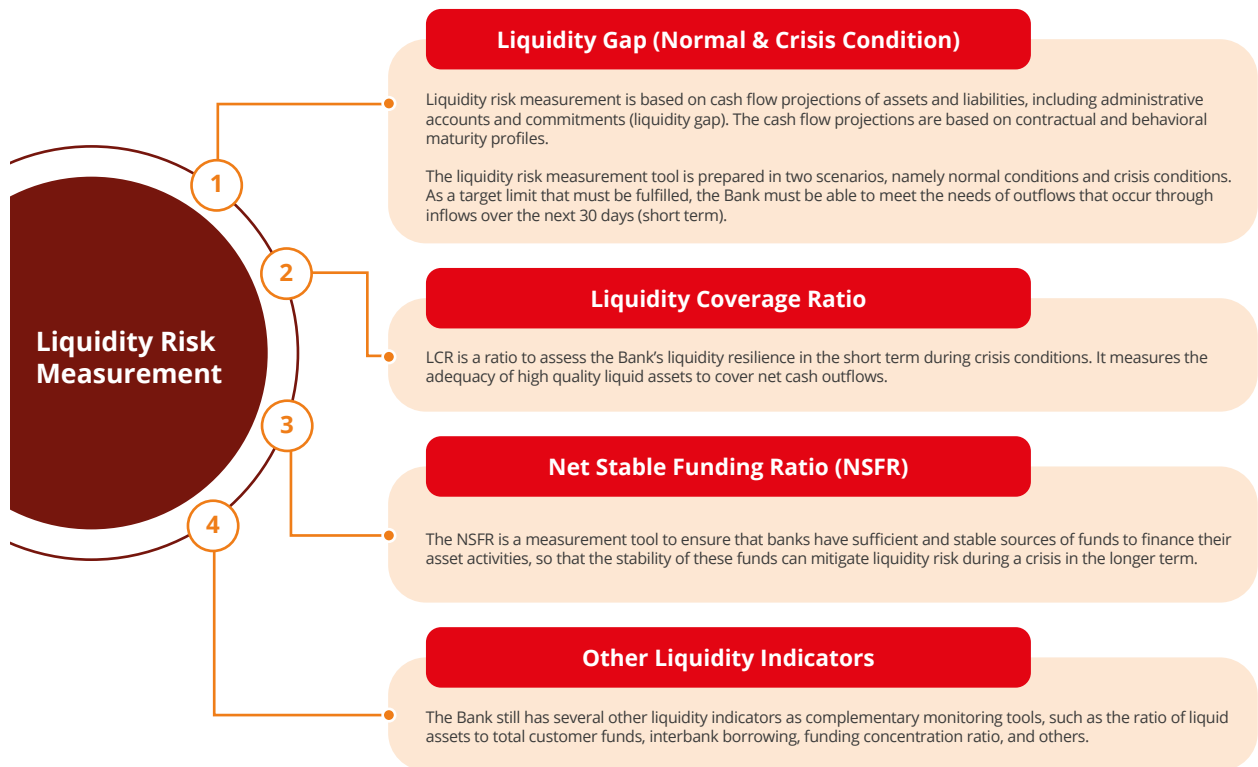 Liquidity Risk
Measurement
1
Liquidity Gap (Normal & Crisis Condition)
Liquidity risk measurement is based on cash flow projections of assets and liabilities, including administrative
accounts and commitments (liquidity gap). The cash flow projections are based on contractual and behavioral
maturity profiles.
The liquidity risk measurement tool is prepared in two scenarios, namely normal conditions and crisis conditions.
As a target limit that must be fulfilled, the Bank must be able to meet the needs of outflows that occur through
inflows over the next 30 days (short term).
2
Liquidity Coverage Ratio
LCR is a ratio to assess the Bank’s liquidity resilience in the short term during crisis conditions. It measures the
adequacy of high quality liquid assets to cover net cash outflows.
3
Net Stable Funding Ratio (NSFR)
The NSFR is a measurement tool to ensure that banks have sufficient and stable sources of funds to finance their
asset activities, so that the stability of these funds can mitigate liquidity risk during a crisis in the longer term.
4
Other Liquidity Indicators
The Bank still has several other liquidity indicators as complementary monitoring tools, such as the ratio of liquid
assets to total customer funds, interbank borrowing, funding concentration ratio, and others.